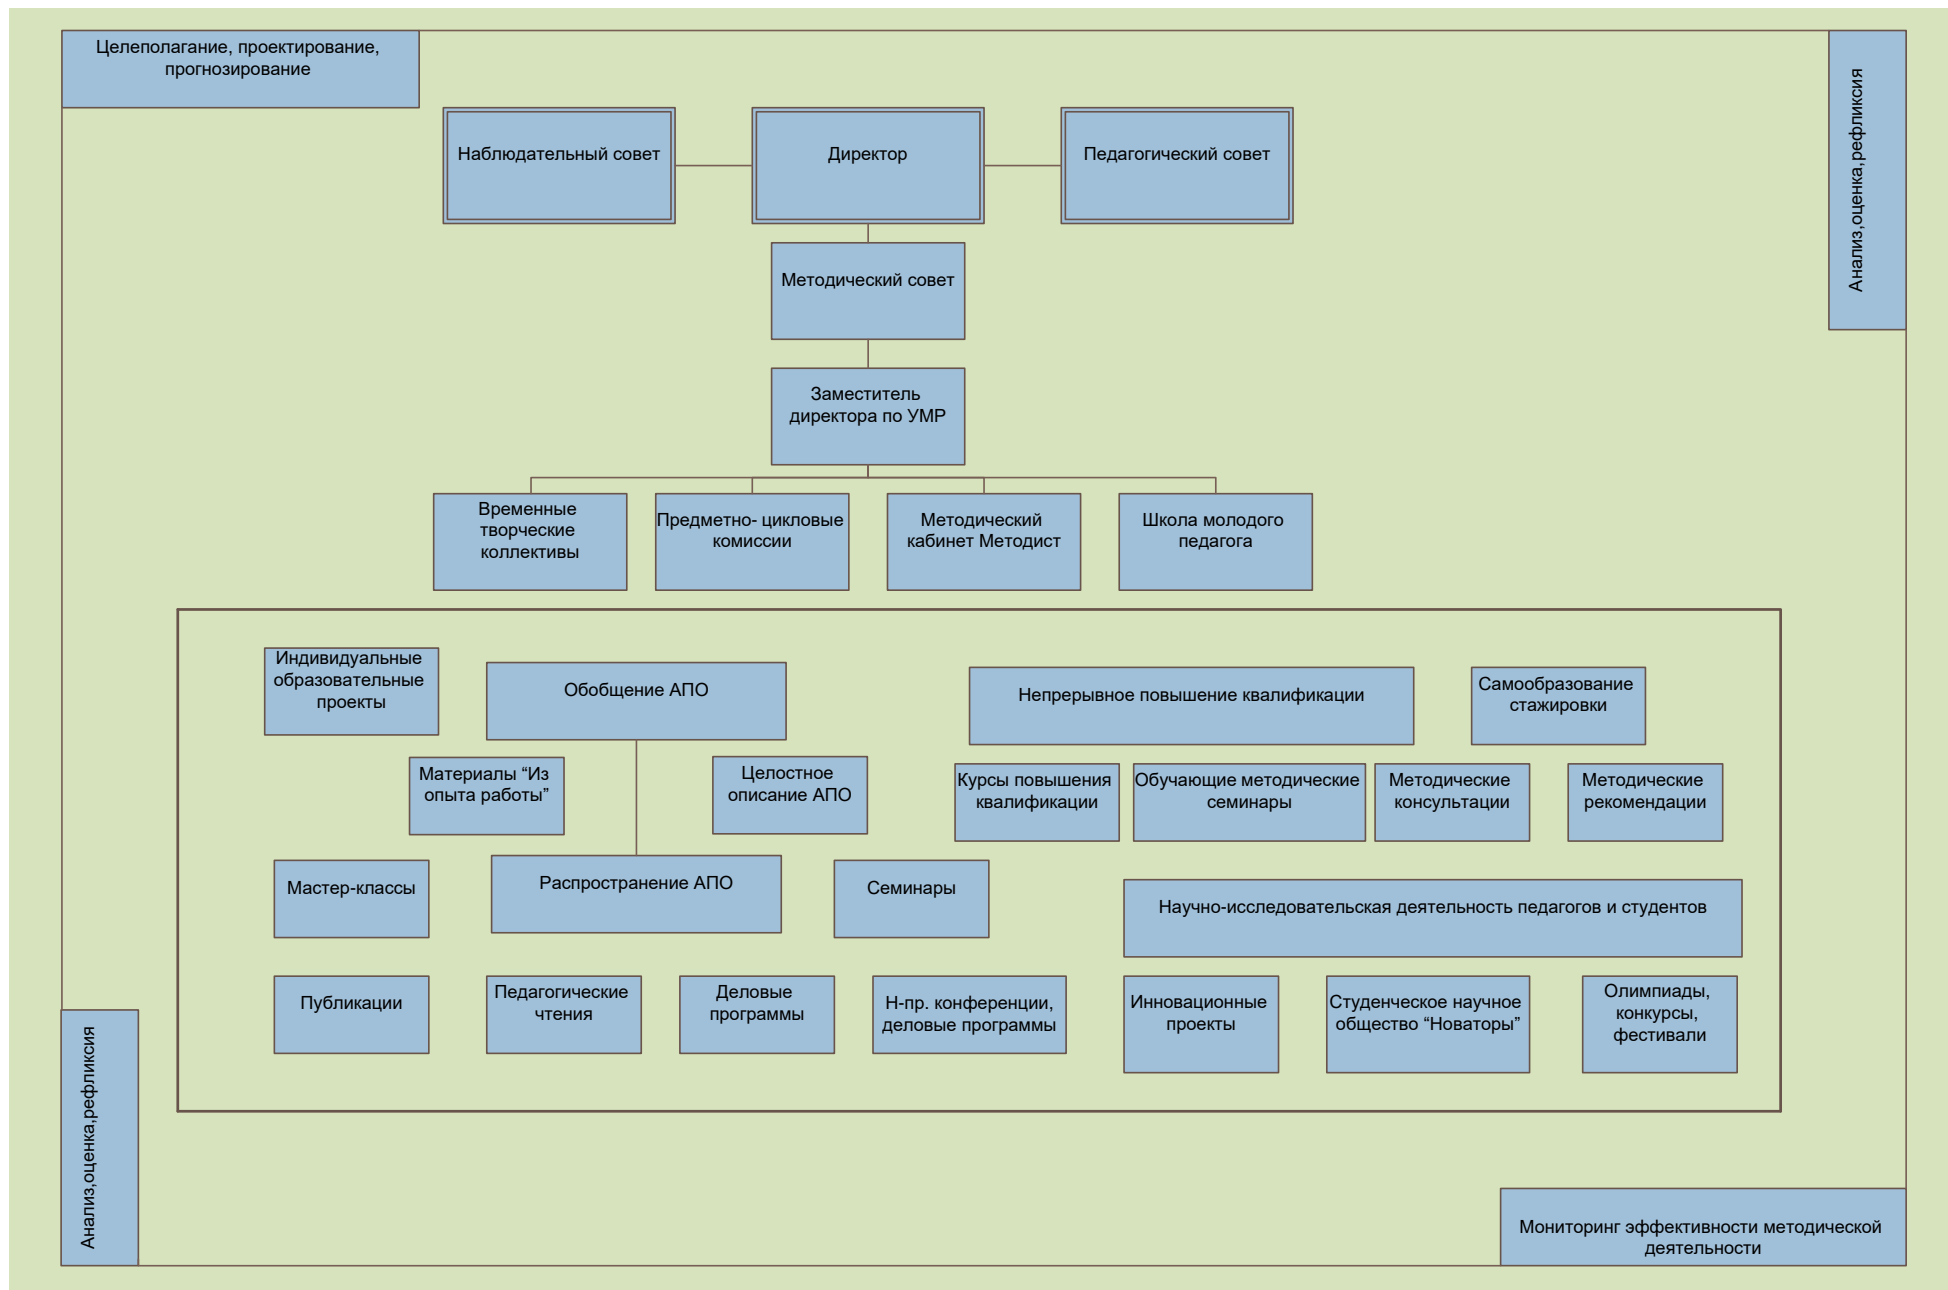 Целеполагание, проектирование,
прогнозирование
Анализ,оценка,рефликсия
Наблюдательный совет
Директор
Педагогический совет
Методический совет
Заместитель
директора по УМР
Временные
творческие
коллективы
Предметно- цикловые
комиссии
Методический
кабинет Методист
Школа молодого
педагога
Индивидуальные
образовательные
проекты
Обобщение АПО
Непрерывное повышение квалификации
Самообразование
стажировки
Материалы “Из
опыта работы”
Целостное
описание АПО
Курсы повышения
квалификации
Обучающие методические
семинары
Методические
консультации
Методические
рекомендации
Мастер-классы
Распространение АПО
Семинары
Научно-исследовательская деятельность педагогов и студентов
Публикации
Педагогические
чтения
Деловые
программы
Н-пр. конференции,
деловые программы
Инновационные
проекты
Студенческое научное
общество “Новаторы”
Олимпиады,
конкурсы,
фестивали
Анализ,оценка,рефликсия
Мониторинг эффективности методической
деятельности